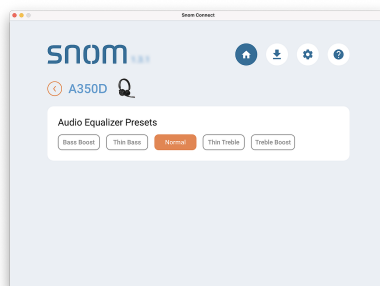 Snom Connect
snom
A350D
Audio Equalizer Presets
Bass Boost
Thin Bass
Normal
Thin Treble
Treble Boost